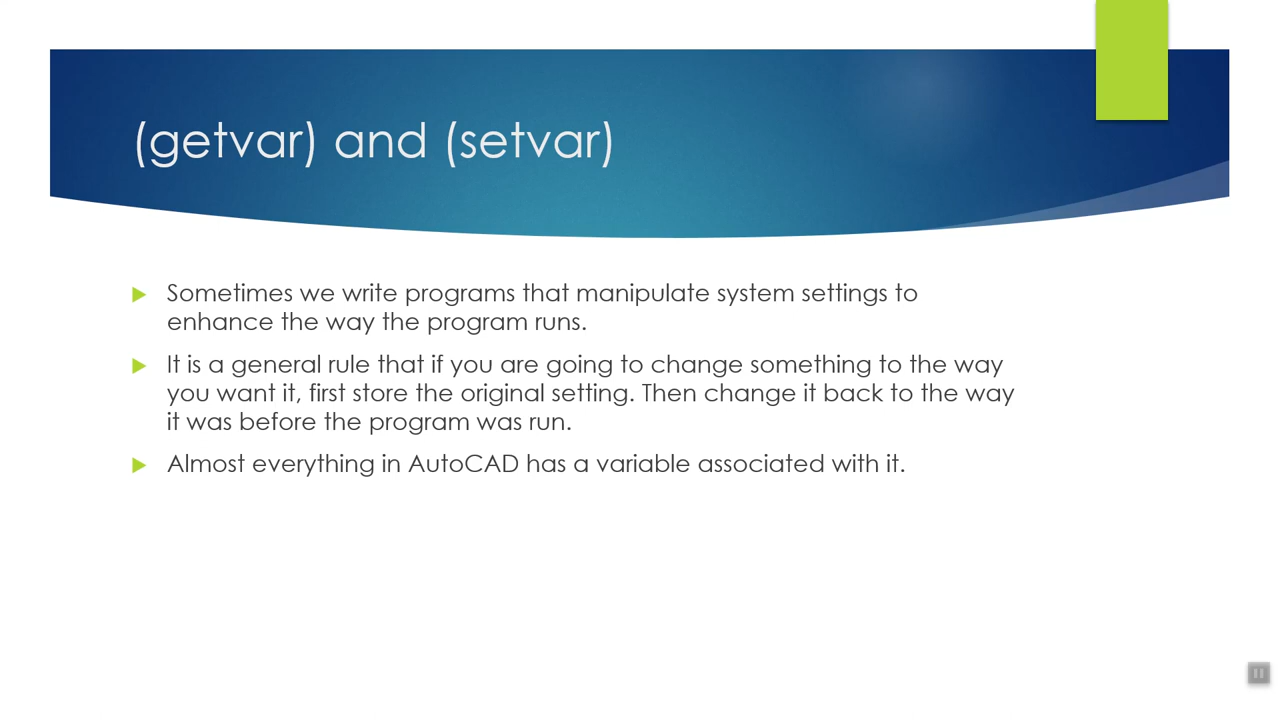 (getvar) and (setvar)
Sometimes we write programs that manipulate system settings to
enhance the way the program runs.
It is a general rule that if you are going to change something to the way
you want it, first store the original setting. Then change it back to the way
it was before the program was run.
Almost everything in AutoCAD has a variable associated with it.